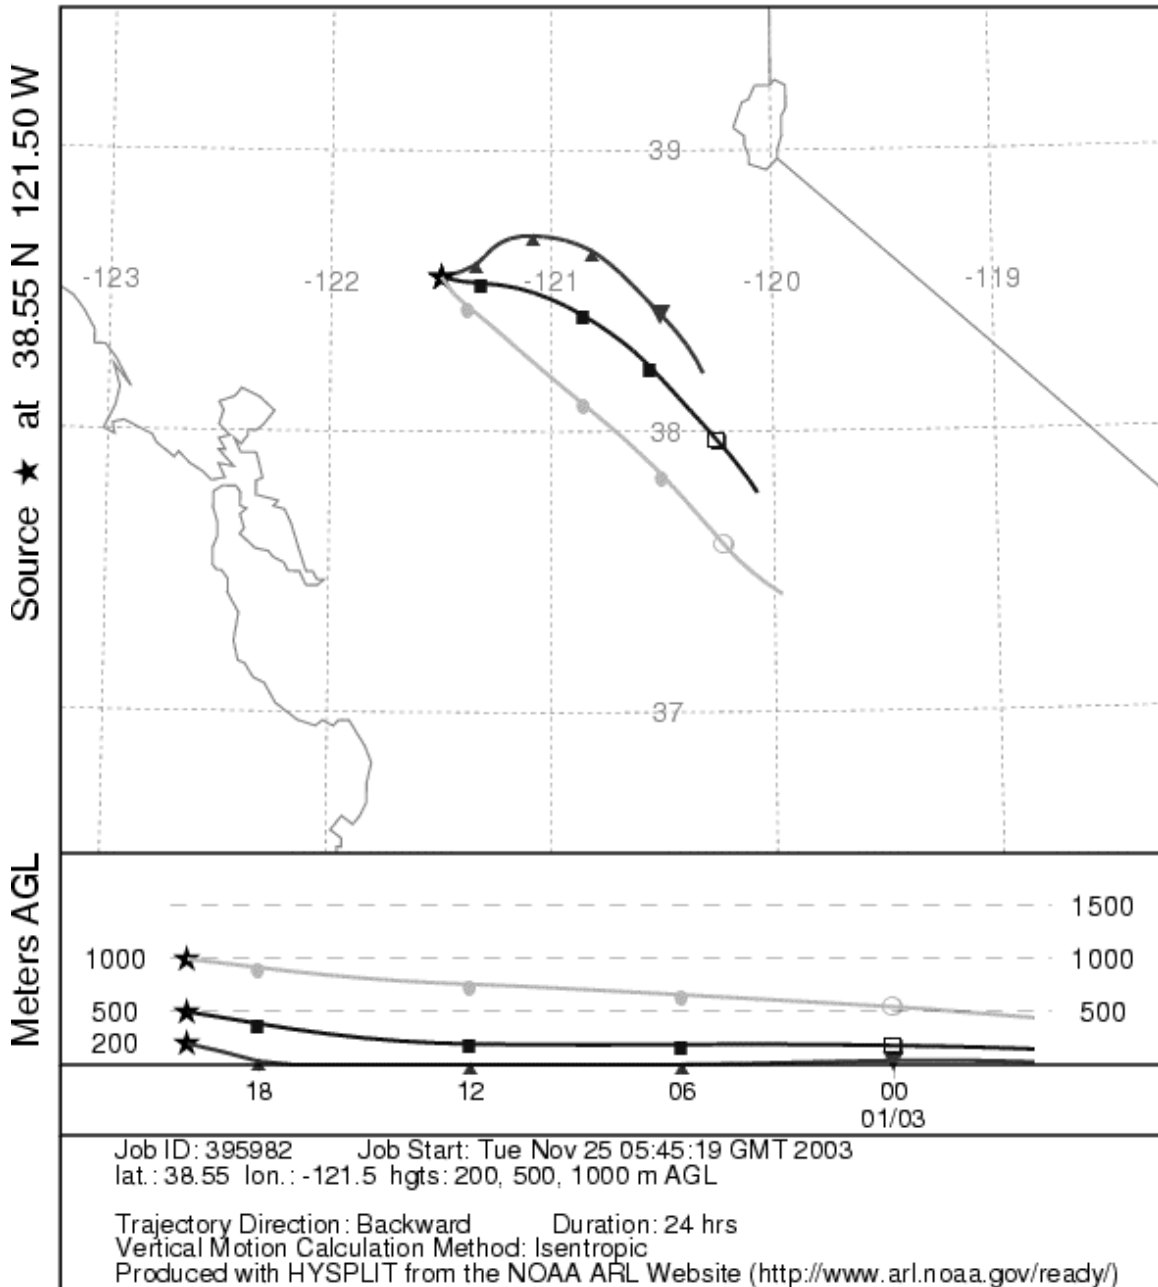 Source ★ at 38.55 N 121.50 W
39
-123
-122
-121
-120
-119
38
37
Meters AGL
1500
1000
1000
500
500
200
18
12
06
00
01/03
Job ID: 395982 Job Start: Tue Nov 25 05:45:19 GMT 2003
lat.: 38.55 lon.: -121.5 hgts: 200, 500, 1000 m AGL
Trajectory Direction: Backward Duration: 24 hrs
Vertical Motion Calculation Method: Isentropic
Produced with HYSPLIT from the NOAA ARL Website (http://www.arl.noaa.gov/ready/)